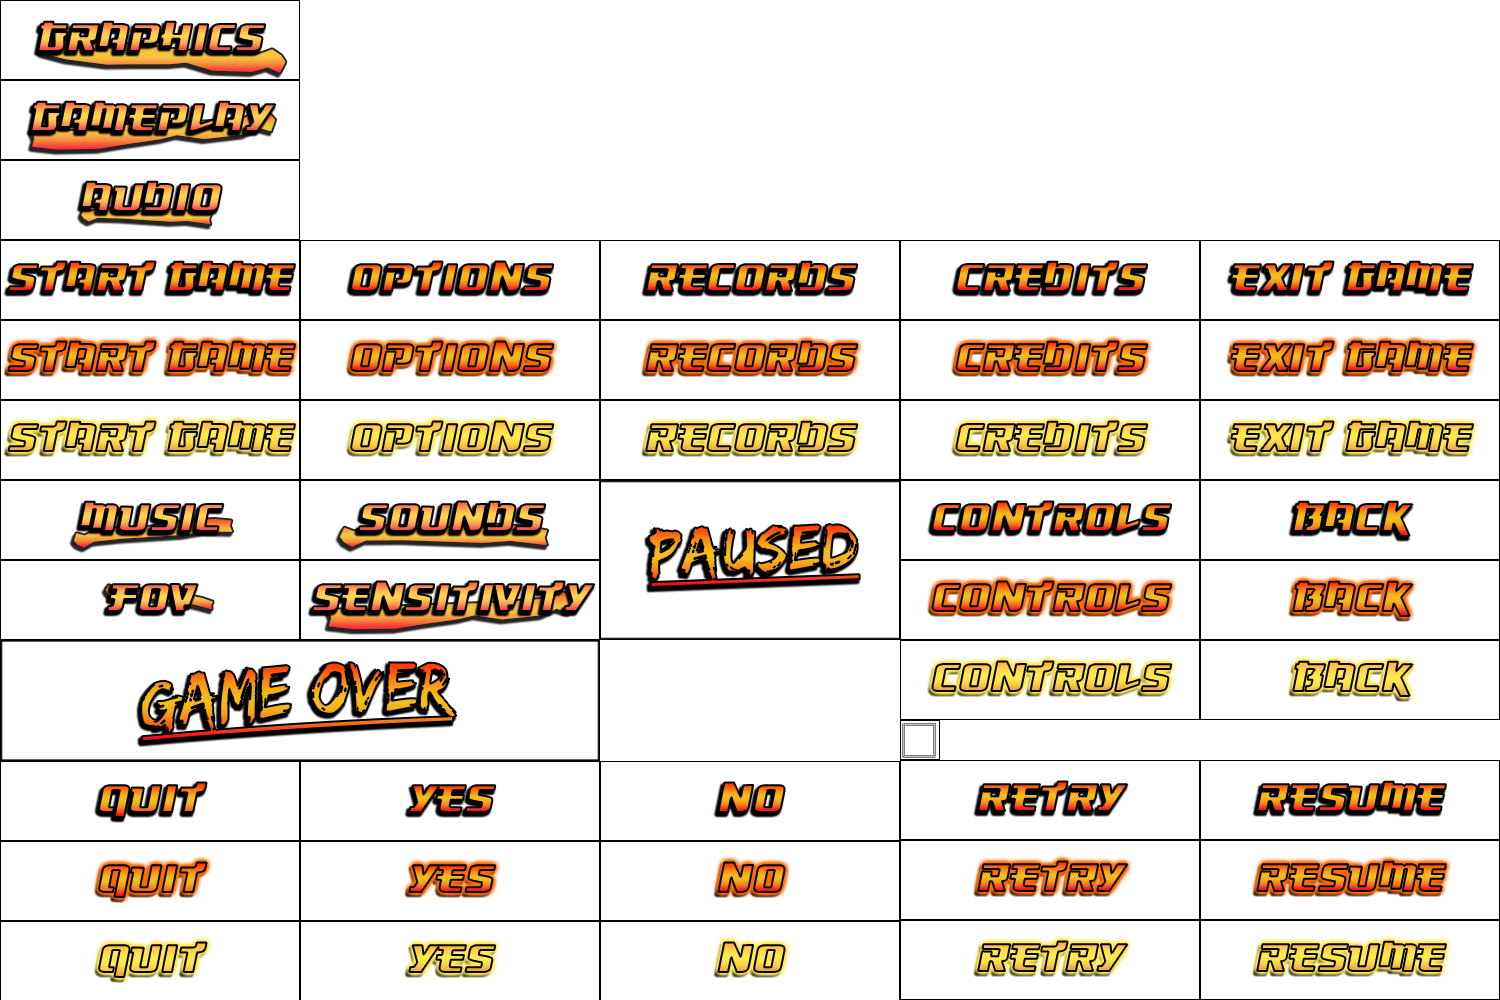 GRAPHICS
GAMEPLAY
AUDIO
START GAME OPTIONS RECORDS CREDITS EXIT GAME
START GAME OPTIONS RECORDS CREDITS EXIT GAME
START GAME OPTIONS RECORDS CREDITS EXIT GAME
MUSIC SOUNDS PAUSED CONTROLS BACK
FOV SENSITIVITY CONTROLS BACK
GAME OVER CONTROLS BACK
QUIT YES NO RETRY RESUME
QUIT YES NO RETRY RESUME
QUIT YES NO RETRY RESUME